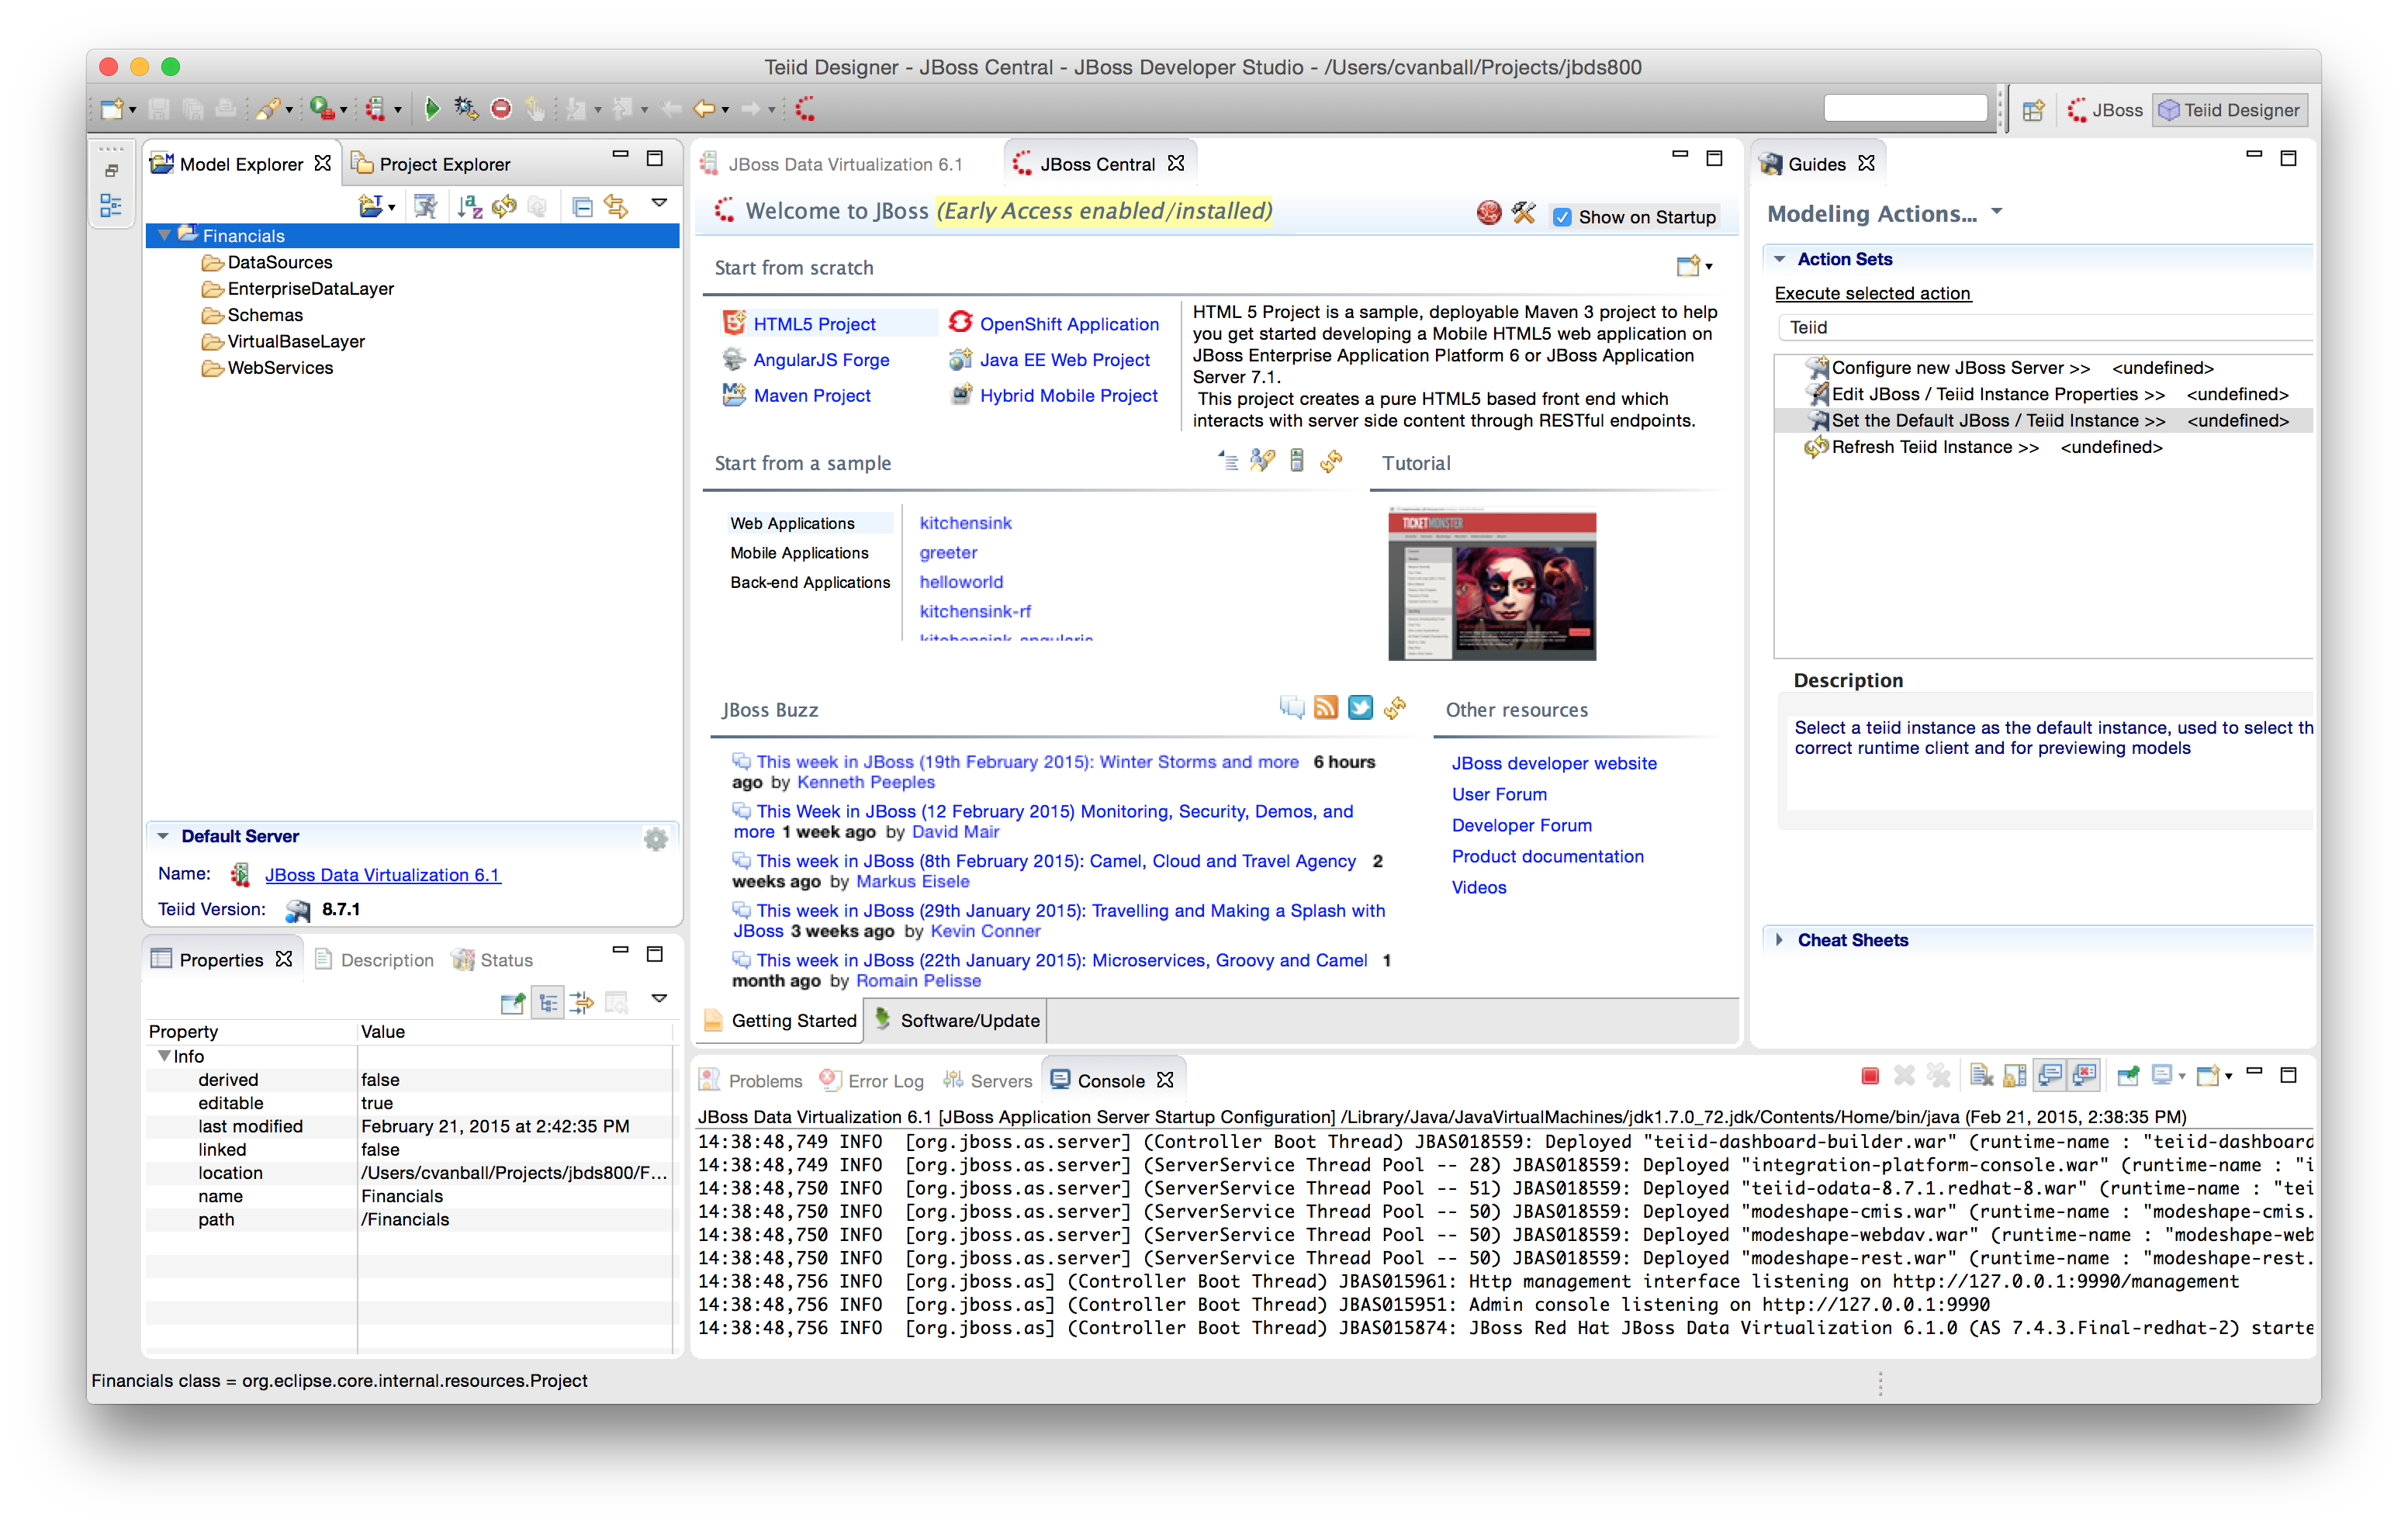 Teiid Designer - JBoss Central - JBoss Developer Studio - /Users/cvanball/Projects/jbds800
JBoss
Teiid Designer
Model Explorer
Project Explorer
Financials
DataSources
EnterpriseDataLayer
Schemas
VirtualBaseLayer
WebServices
Default Server
Name: JBoss Data Virtualization 6.1
Teiid Version: 8.7.1
Properties
Description
Status
Property Value
Info
derived false
editable true
last modified February 21, 2015 at 2:42:35 PM
linked false
location /Users/cvanball/Projects/jbds800/F...
name Financials
path /Financials
JBoss Data Virtualization 6.1
JBoss Central
Welcome to JBoss (Early Access enabled/installed)
Show on Startup
Start from scratch
HTML5 Project
OpenShift Application
AngularJS Forge
Java EE Web Project
Maven Project
Hybrid Mobile Project
HTML 5 Project is a sample, deployable Maven 3 project to help
you get started developing a Mobile HTML5 web application on
JBoss Enterprise Application Platform 6 or JBoss Application
Server 7.1.
This project creates a pure HTML5 based front end which
interacts with server side content through RESTful endpoints.
Start from a sample
Web Applications
Mobile Applications
Back-end Applications
kitchensink
greeter
helloworld
kitchensink-rf
kitchensink-angularjs
Tutorial
TICKETMONSTER
JBoss Buzz
This week in JBoss (19th February 2015): Winter Storms and more 6 hours
ago by Kenneth Peeples
This Week in JBoss (12 February 2015) Monitoring, Security, Demos, and
more 1 week ago by David Mair
This week in JBoss (8th February 2015): Camel, Cloud and Travel Agency 2
weeks ago by Markus Eisele
This week in JBoss (29th January 2015): Travelling and Making a Splash with
JBoss 3 weeks ago by Kevin Conner
This week in JBoss (22th January 2015): Microservices, Groovy and Camel 1
month ago by Romain Pelisse
Other resources
JBoss developer website
User Forum
Developer Forum
Product documentation
Videos
Getting Started
Software/Update
Guides
Modeling Actions...
Action Sets
Execute selected action
Teiid
Configure new JBoss Server >> <undefined>
Edit JBoss / Teiid Instance Properties >> <undefined>
Set the Default JBoss / Teiid Instance >> <undefined>
Refresh Teiid Instance >> <undefined>
Description
Select a teiid instance as the default instance, used to select th
correct runtime client and for previewing models
Cheat Sheets
Problems
Error Log
Servers
Console
JBoss Data Virtualization 6.1 [JBoss Application Server Startup Configuration] /Library/Java/JavaVirtualMachines/jdk1.7.0_72.jdk/Contents/Home/bin/java (Feb 21, 2015, 2:38:35 PM)
14:38:48,749 INFO [org.jboss.as.server] (Controller Boot Thread) JBAS018559: Deployed "teiid-dashboard-builder.war" (runtime-name : "teiid-dashboard
14:38:48,749 INFO [org.jboss.as.server] (ServerService Thread Pool -- 28) JBAS018559: Deployed "integration-platform-console.war" (runtime-name : "i
14:38:48,750 INFO [org.jboss.as.server] (ServerService Thread Pool -- 51) JBAS018559: Deployed "teiid-odata-8.7.1.redhat-8.war" (runtime-name : "tei
14:38:48,750 INFO [org.jboss.as.server] (ServerService Thread Pool -- 50) JBAS018559: Deployed "modeshape-cmis.war" (runtime-name : "modeshape-cmis.
14:38:48,750 INFO [org.jboss.as.server] (ServerService Thread Pool -- 50) JBAS018559: Deployed "modeshape-webdav.war" (runtime-name : "modeshape-web
14:38:48,750 INFO [org.jboss.as.server] (ServerService Thread Pool -- 50) JBAS018559: Deployed "modeshape-rest.war" (runtime-name : "modeshape-rest.
14:38:48,756 INFO [org.jboss.as] (Controller Boot Thread) JBAS015961: Http management interface listening on http://127.0.0.1:9990/management
14:38:48,756 INFO [org.jboss.as] (Controller Boot Thread) JBAS015951: Admin console listening on http://127.0.0.1:9990
14:38:48,756 INFO [org.jboss.as] (Controller Boot Thread) JBAS015874: JBoss Red Hat JBoss Data Virtualization 6.1.0 (AS 7.4.3.Final-redhat-2) starte
Financials class = org.eclipse.core.internal.resources.Project